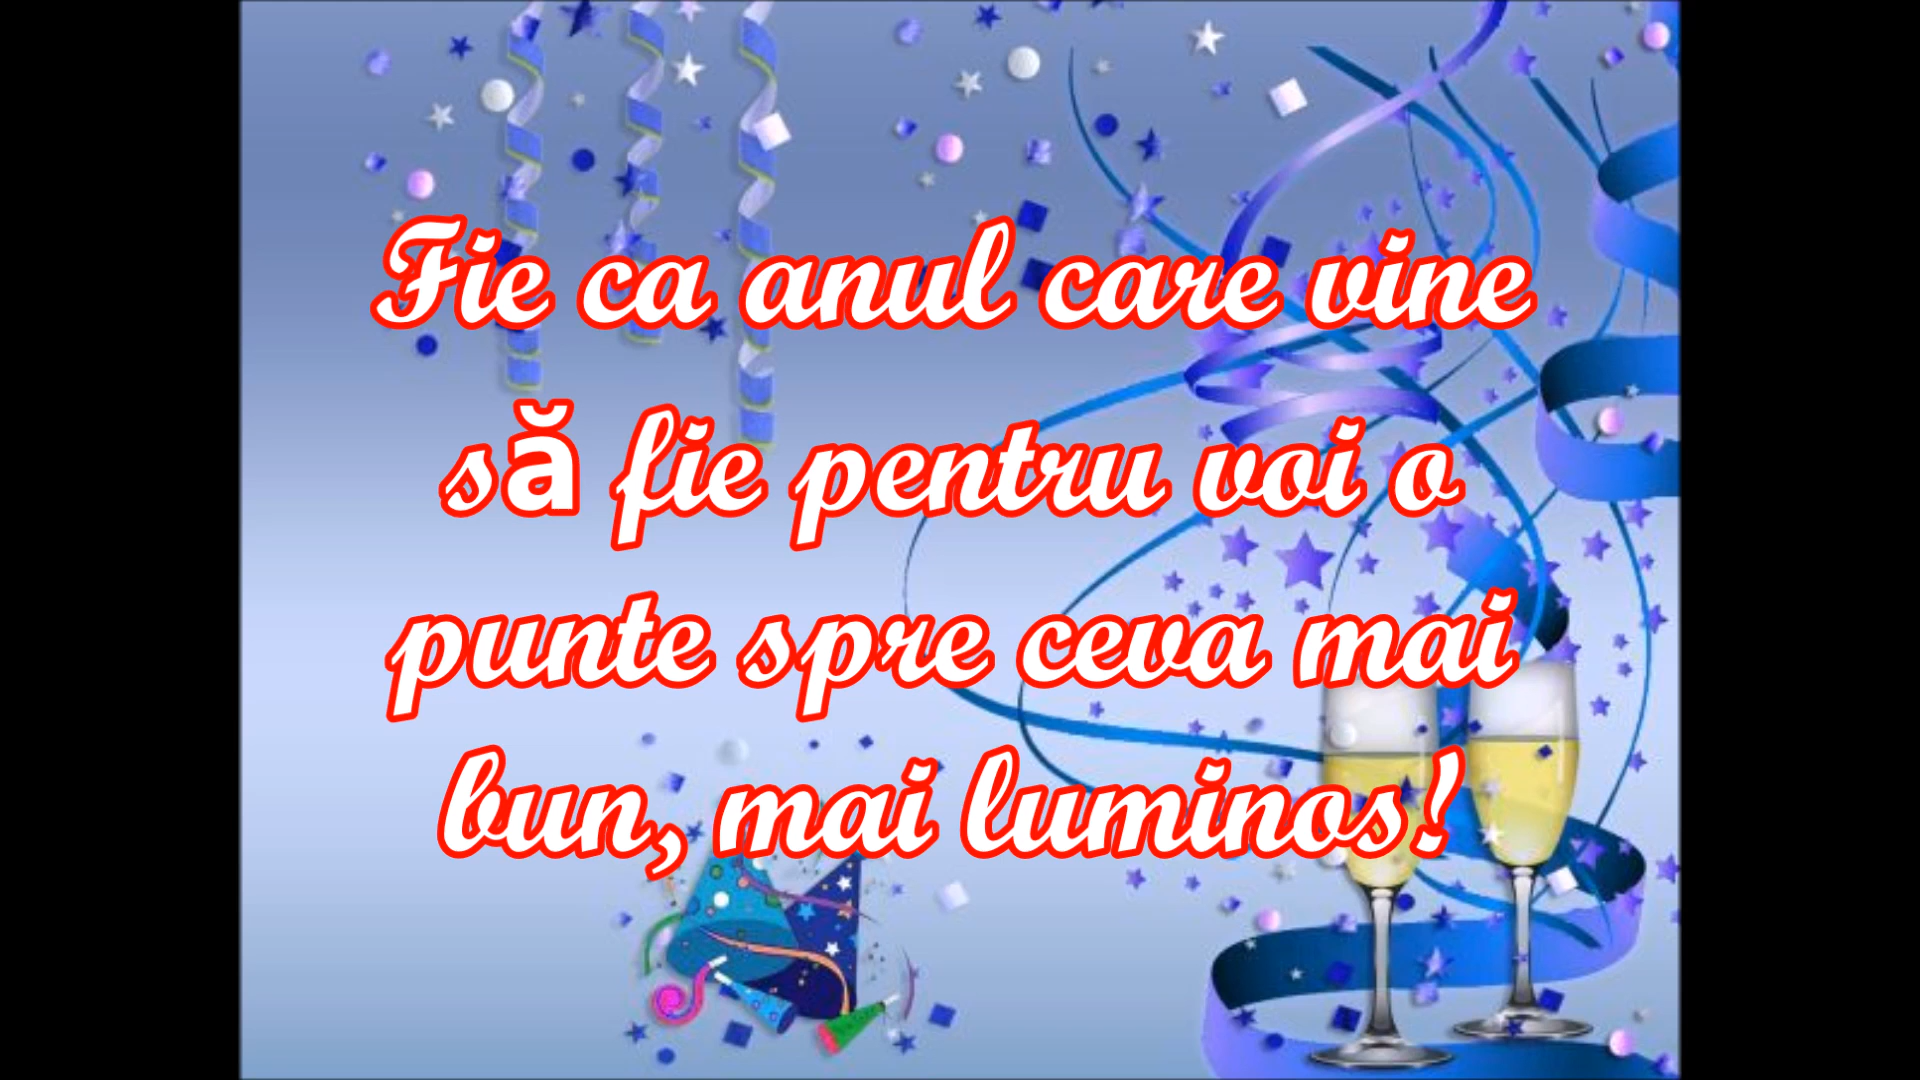 Fie ca anul care vine
să fie pentru voi o
punte spre ceva mai
bun, mai luminos!